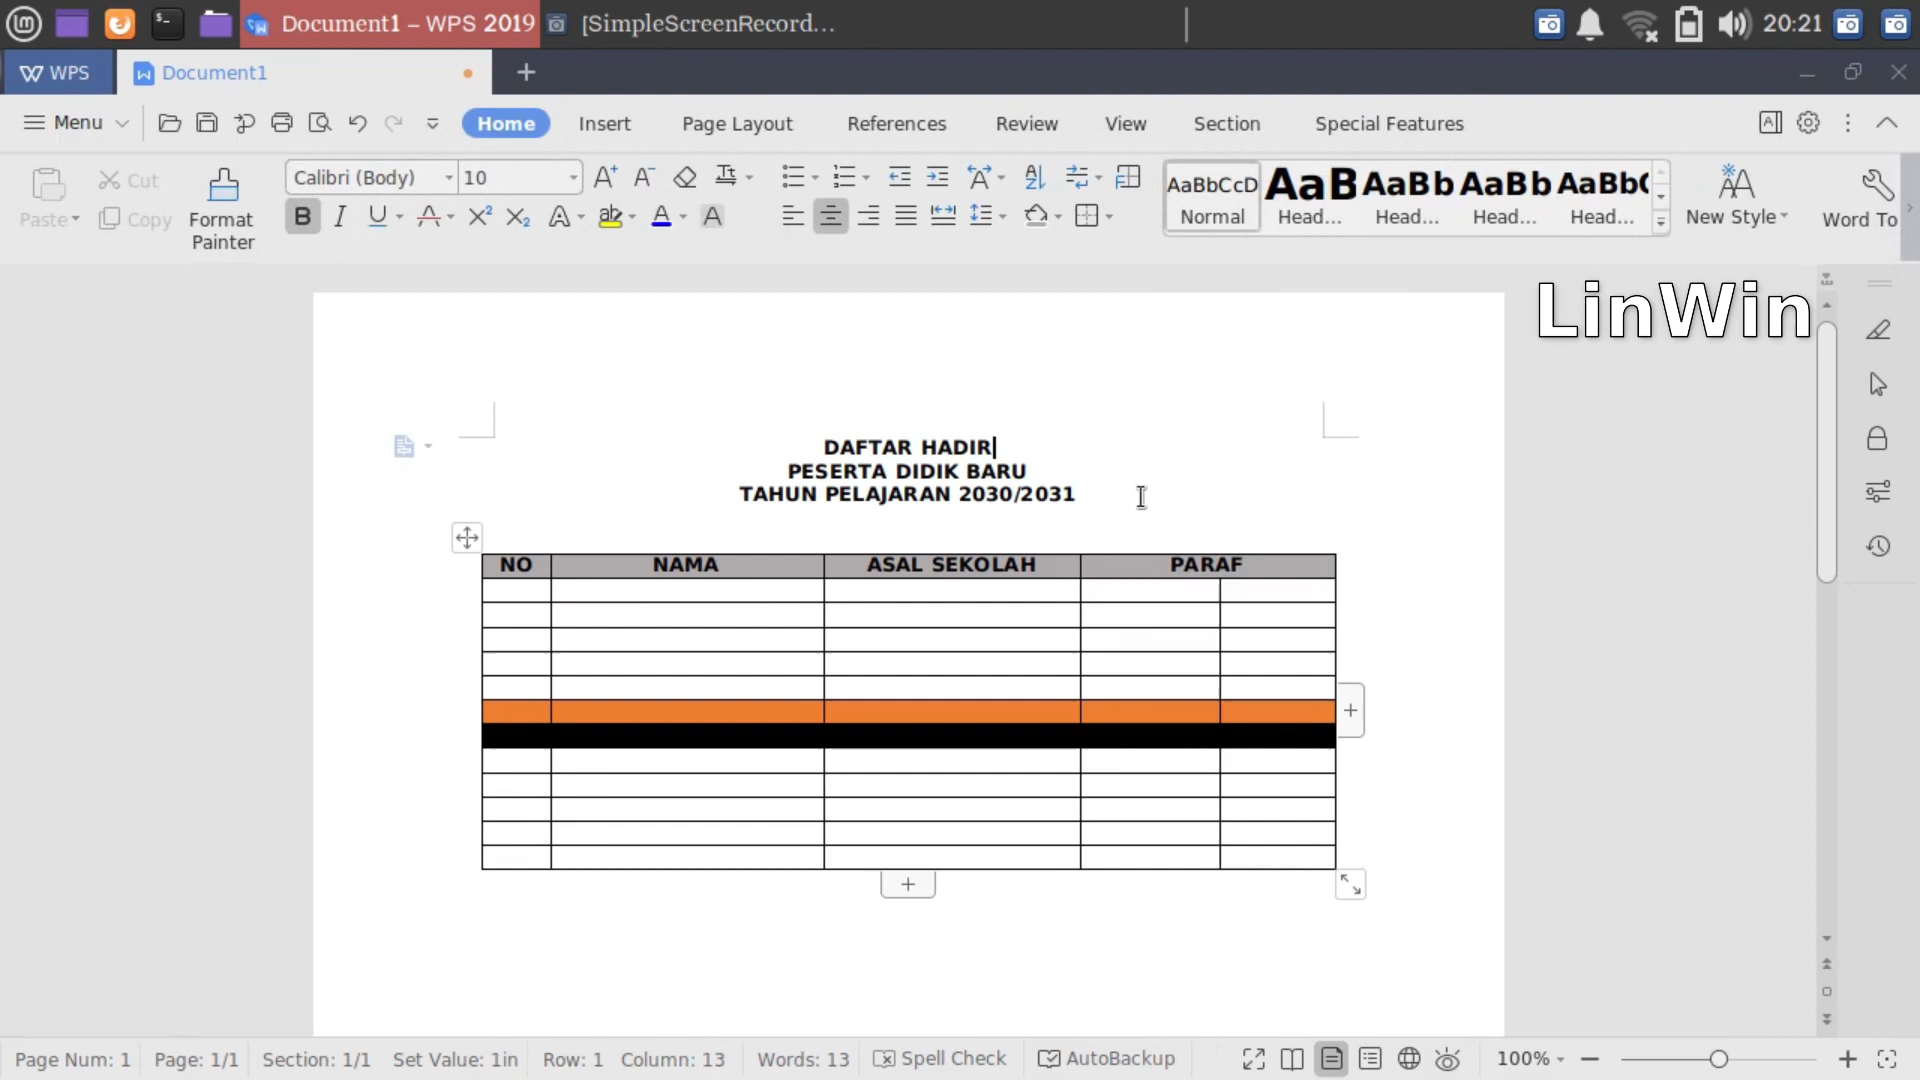 Document1 – WPS 2019
[SimpleScreenRecord...
20:21
WPS
Document1
Menu
Home
Insert
Page Layout
References
Review
View
Section
Special Features
Paste
Cut
Copy
Format
Painter
Calibri (Body)
10
AaBbCcD
Normal
AaB
Head...
AaBb
Head...
AaBb
Head...
AaBb(
Head...
New Style
Word To
LinWin
DAFTAR HADIR
PESERTA DIDIK BARU
TAHUN PELAJARAN 2030/2031
NO NAMA ASAL SEKOLAH PARAF
Page Num: 1 Page: 1/1 Section: 1/1 Set Value: 1in Row: 1 Column: 13 Words: 13 Spell Check AutoBackup 100%